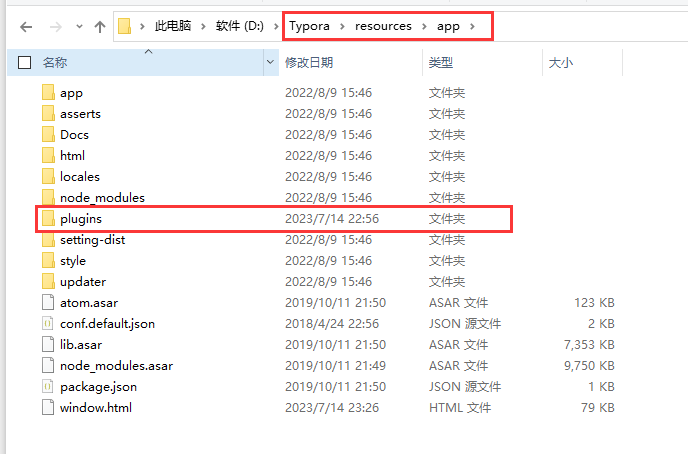 此电脑 › 软件 (D:) › Typora › resources › app ›
名称 修改日期 类型 大小
app 2022/8/9 15:46 文件夹
asserts 2022/8/9 15:46 文件夹
Docs 2022/8/9 15:46 文件夹
html 2022/8/9 15:46 文件夹
locales 2022/8/9 15:46 文件夹
node_modules 2022/8/9 15:46 文件夹
plugins 2023/7/14 22:56 文件夹
setting-dist 2022/8/9 15:46 文件夹
style 2022/8/9 15:46 文件夹
updater 2022/8/9 15:46 文件夹
atom.asar 2019/10/11 21:50 ASAR 文件 123 KB
conf.default.json 2018/4/24 22:56 JSON 源文件 2 KB
lib.asar 2019/10/11 21:50 ASAR 文件 7,353 KB
node_modules.asar 2019/10/11 21:49 ASAR 文件 9,750 KB
package.json 2019/10/11 21:50 JSON 源文件 1 KB
window.html 2023/7/14 23:26 HTML 文件 79 KB